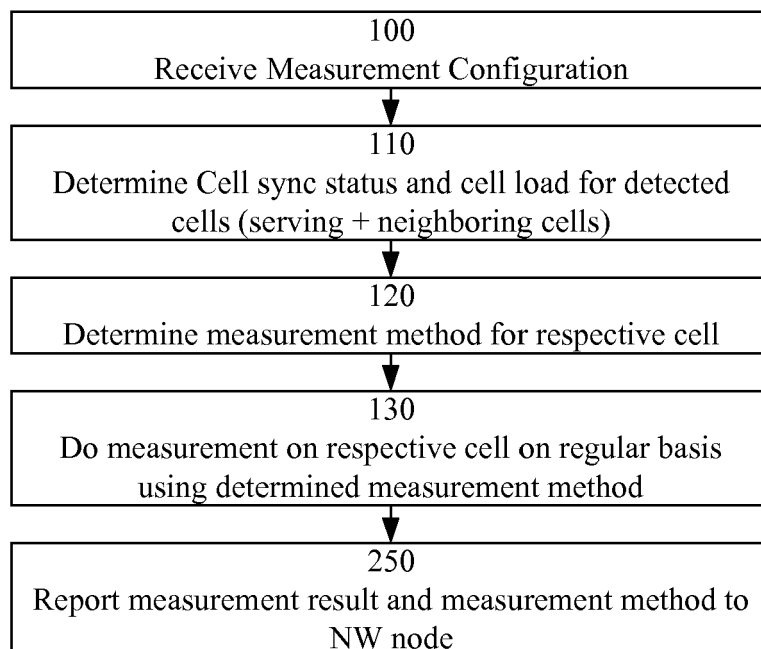 100
Receive Measurement Configuration
110
Determine Cell sync status and cell load for detected
cells (serving + neighboring cells)
120
Determine measurement method for respective cell
130
Do measurement on respective cell on regular basis
using determined measurement method
250
Report measurement result and measurement method to
NW node